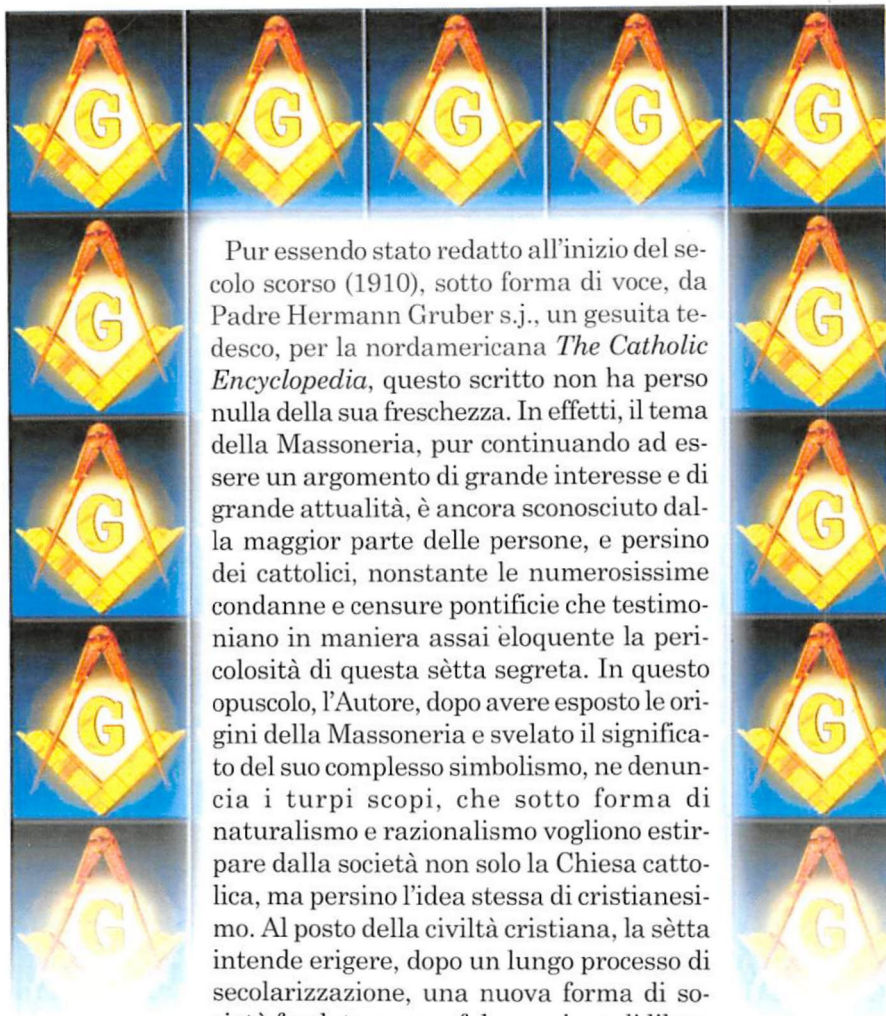 G G G G G
Pur essendo stato redatto all'inizio del se-
colo scorso (1910), sotto forma di voce, da
G G
Padre Hermann Gruber s.j., un gesuita te-
desco, per la nordamericana The Catholic
Encyclopedia, questo scritto non ha perso
nulla della sua freschezza. In effetti, il tema
della Massoneria, pur continuando ad es-
sere un argomento di grande interesse e di
G G
grande attualità, è ancora sconosciuto dal-
la maggior parte delle persone, e persino
dei cattolici, nonstante le numerosissime
condanne e censure pontificie che testimo-
niano in maniera assai eloquente la peri-
colosità di questa sètta segreta. In questo
opuscolo, l'Autore, dopo avere esposto le ori-
G G
gini della Massoneria e svelato il significa-
to del suo complesso simbolismo, ne denun-
cia i turpi scopi, che sotto forma di
naturalismo e razionalismo vogliono estir-
pare dalla società non solo la Chiesa catto-
lica, ma persino l'idea stessa di cristianesi-
G G
mo. Al posto della civiltà cristiana, la sètta
intende erigere, dopo un lungo processo di
secolarizzazione, una nuova forma di so-